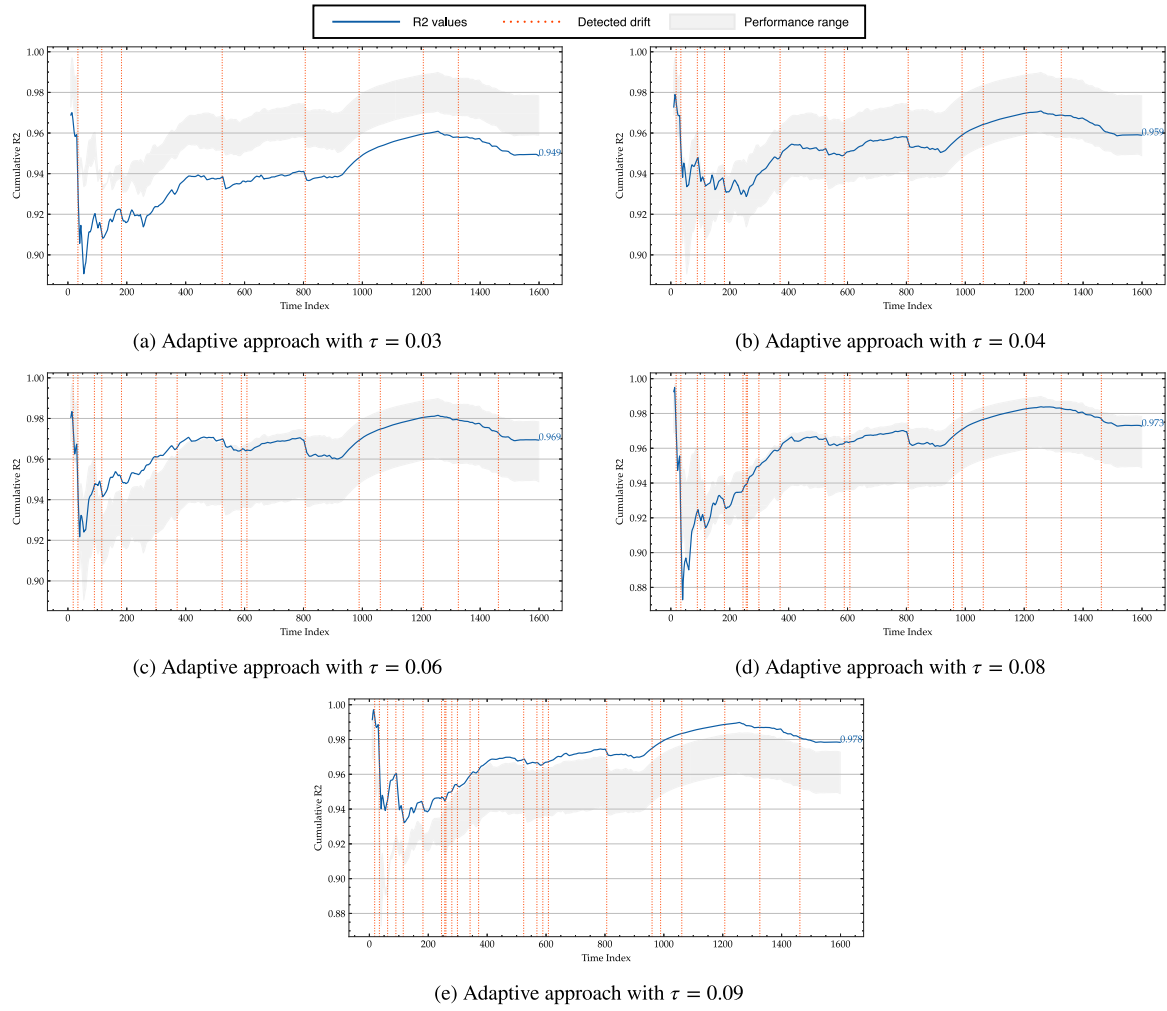 R2 values Detected drift Performance range
1.00
0.98
0.96
0.94
0.92
0.90
Cumulative R2
0.949
0 200 400 600 800 1000 1200 1400 1600
Time Index
(a) Adaptive approach with τ = 0.03
1.00
0.98
0.96
0.94
0.92
0.90
Cumulative R2
0.959
0 200 400 600 800 1000 1200 1400 1600
Time Index
(b) Adaptive approach with τ = 0.04
1.00
0.98
0.96
0.94
0.92
0.90
Cumulative R2
0.969
0 200 400 600 800 1000 1200 1400 1600
Time Index
(c) Adaptive approach with τ = 0.06
1.00
0.98
0.96
0.94
0.92
0.90
0.88
Cumulative R2
0.973
0 200 400 600 800 1000 1200 1400 1600
Time Index
(d) Adaptive approach with τ = 0.08
1.00
0.98
0.96
0.94
0.92
0.90
0.88
Cumulative R2
0.978
0 200 400 600 800 1000 1200 1400 1600
Time Index
(e) Adaptive approach with τ = 0.09